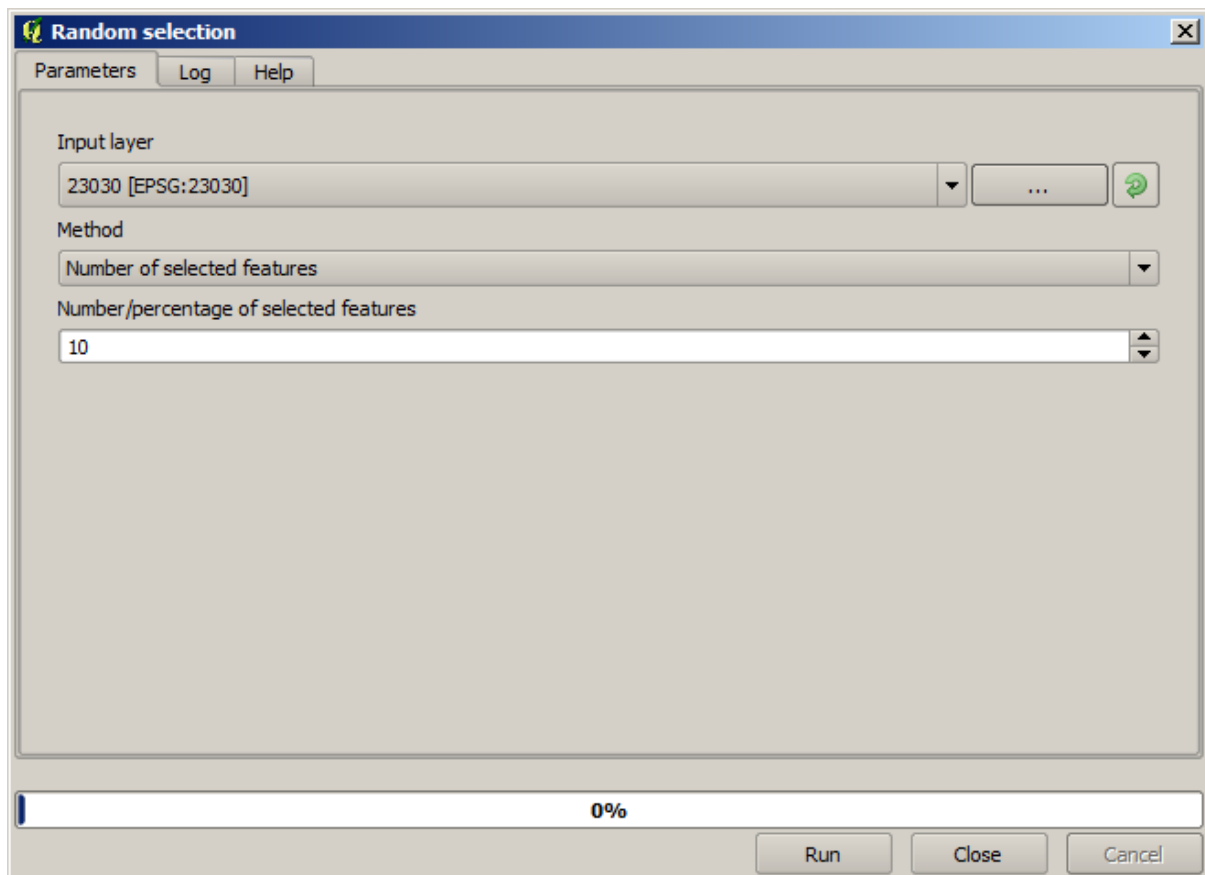 Random selection
Parameters Log Help
Input layer
23030 [EPSG:23030]
...
Method
Number of selected features
Number/percentage of selected features
10
0%
Run Close Cancel